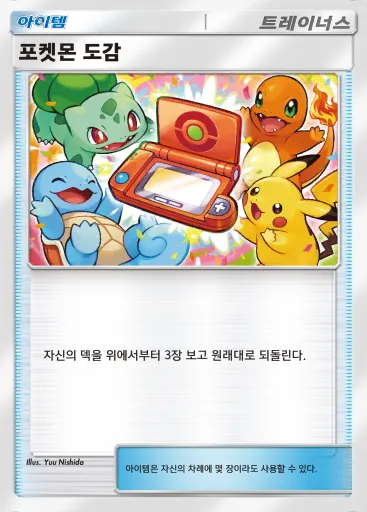 아이템
트레이너스
포켓몬 도감
자신의 덱을 위에서부터 3장 보고 원래대로 되돌린다.
Illus. Yuu Nishida
아이템은 자신의 차례에 몇 장이라도 사용할 수 있다.